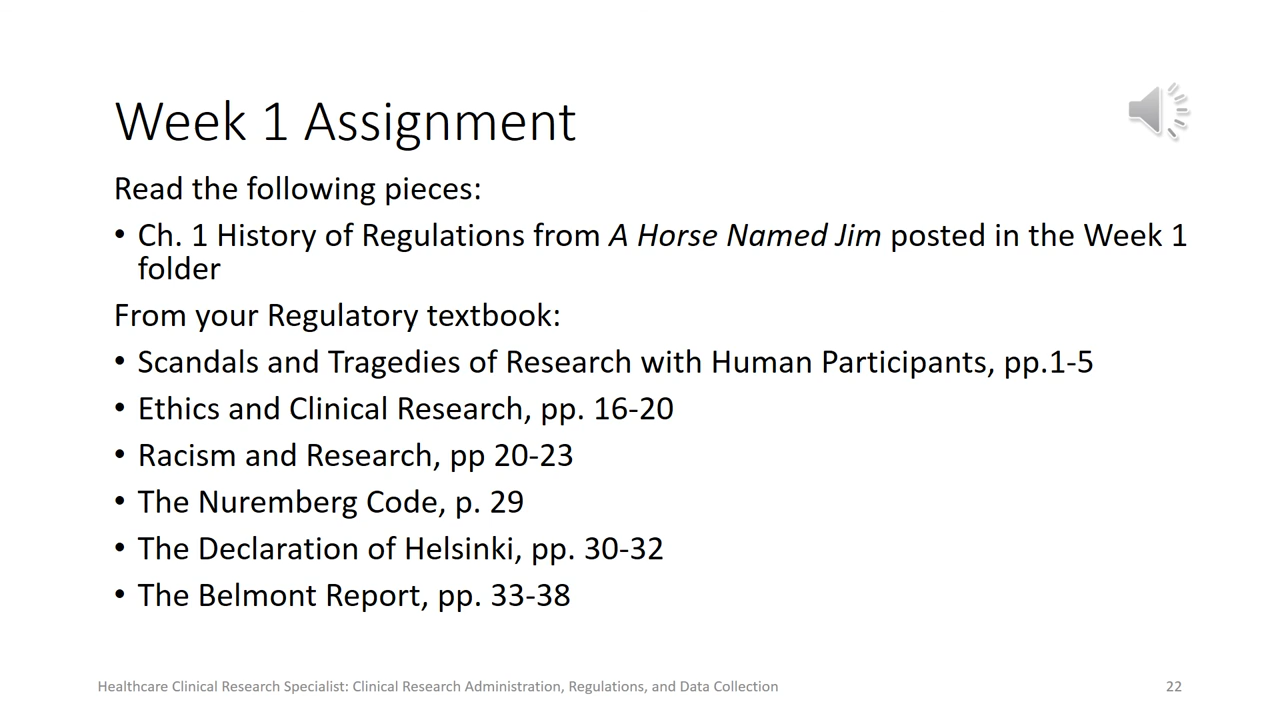 Week 1 Assignment
Read the following pieces:
• Ch. 1 History of Regulations from A Horse Named Jim posted in the Week 1
folder
From your Regulatory textbook:
• Scandals and Tragedies of Research with Human Participants, pp.1-5
• Ethics and Clinical Research, pp. 16-20
• Racism and Research, pp 20-23
• The Nuremberg Code, p. 29
• The Declaration of Helsinki, pp. 30-32
• The Belmont Report, pp. 33-38
Healthcare Clinical Research Specialist: Clinical Research Administration, Regulations, and Data Collection
22